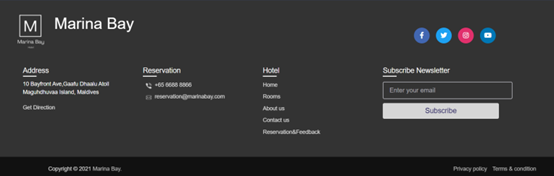 M
Marina Bay
Marina Bay
Address
10 Bayfront Ave,Gaafu Dhaalu Atoll
Maguhdhuvaa Island, Maldives
Get Direction
Reservation
+65 6688 8866
reservation@marinabay.com
Hotel
Home
Rooms
About us
Contact us
Reservation&Feedback
Subscribe Newsletter
Enter your email
Subscribe
Copyright © 2021 Marina Bay.
Privacy policy Terms & condition